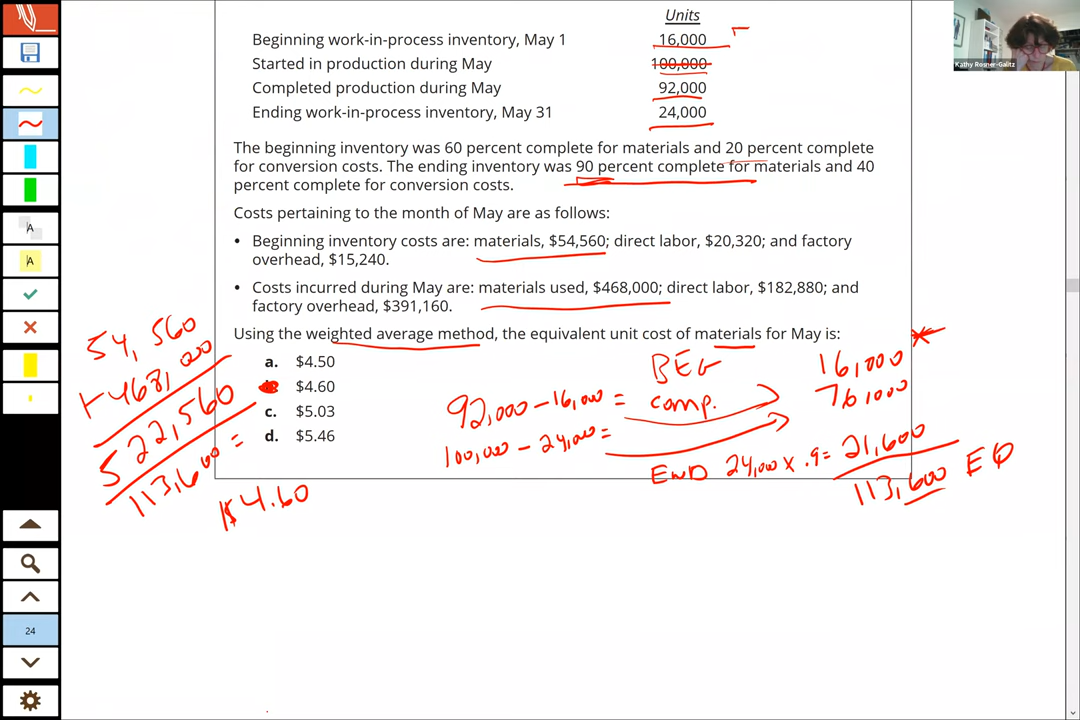 Units
Beginning work-in-process inventory, May 1 16,000
Started in production during May 100,000
Completed production during May 92,000
Ending work-in-process inventory, May 31 24,000
The beginning inventory was 60 percent complete for materials and 20 percent complete
for conversion costs. The ending inventory was 90 percent complete for materials and 40
percent complete for conversion costs.
Costs pertaining to the month of May are as follows:
• Beginning inventory costs are: materials, $54,560; direct labor, $20,320; and factory
overhead, $15,240.
• Costs incurred during May are: materials used, $468,000; direct labor, $182,880; and
factory overhead, $391,160.
Using the weighted average method, the equivalent unit cost of materials for May is:
a. $4.50
$4.60
c. $5.03
d. $5.46
54,560
+468,000
522,560 =
113,600
$4.60
BEG 16,000
92,000 - 16,000 = comp. 76,000
100,000 - 24,000 =
END 24,000 x .9 = 21,600
113,600 EQ
Kathy Rosner-Galitz
A
A
24